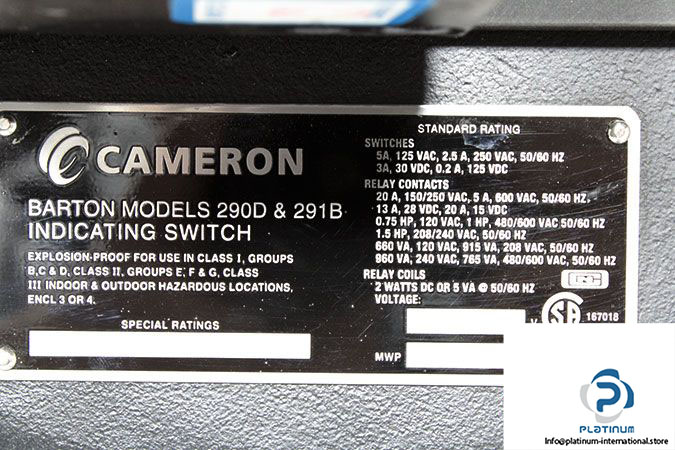 CAMERON
BARTON MODELS 290D & 291B
INDICATING SWITCH
EXPLOSION-PROOF FOR USE IN CLASS I, GROUPS
B,C & D, CLASS II, GROUPS E, F & G, CLASS
III INDOOR & OUTDOOR HAZARDOUS LOCATIONS,
ENCL 3 OR 4.
SPECIAL RATINGS
STANDARD RATING
SWITCHES
5A, 125 VAC, 2.5 A, 250 VAC, 50/60 HZ
3A, 30 VDC, 0.2 A, 125 VDC
RELAY CONTACTS
20 A, 150/250 VAC, 5 A, 600 VAC, 50/60 HZ,
13 A, 28 VDC, 20 A, 15 VDC
0.75 HP, 120 VAC, 1 HP, 480/600 VAC 50/60 HZ
1.5 HP, 208/240 VAC, 50/60 HZ
660 VA, 120 VAC, 915 VA, 208 VAC, 50/60 HZ
960 VA, 240 VAC, 765 VA, 480/600 VAC, 50/60 HZ
RELAY COILS
2 WATTS DC OR 5 VA @ 50/60 HZ
VOLTAGE:
V
SA 167018
MWP
PLATINUM
Info@platinum-international.store